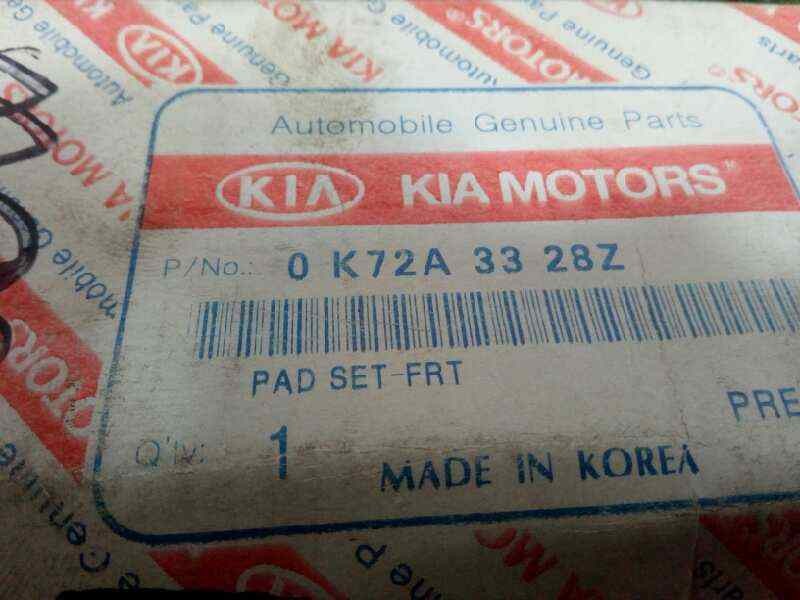 Automobile Genuine Parts
KIA KIA MOTORS
P/No.: 0 K72A 33 28Z
PAD SET-FRT
PRE
Q'ty: 1
MADE IN KOREA